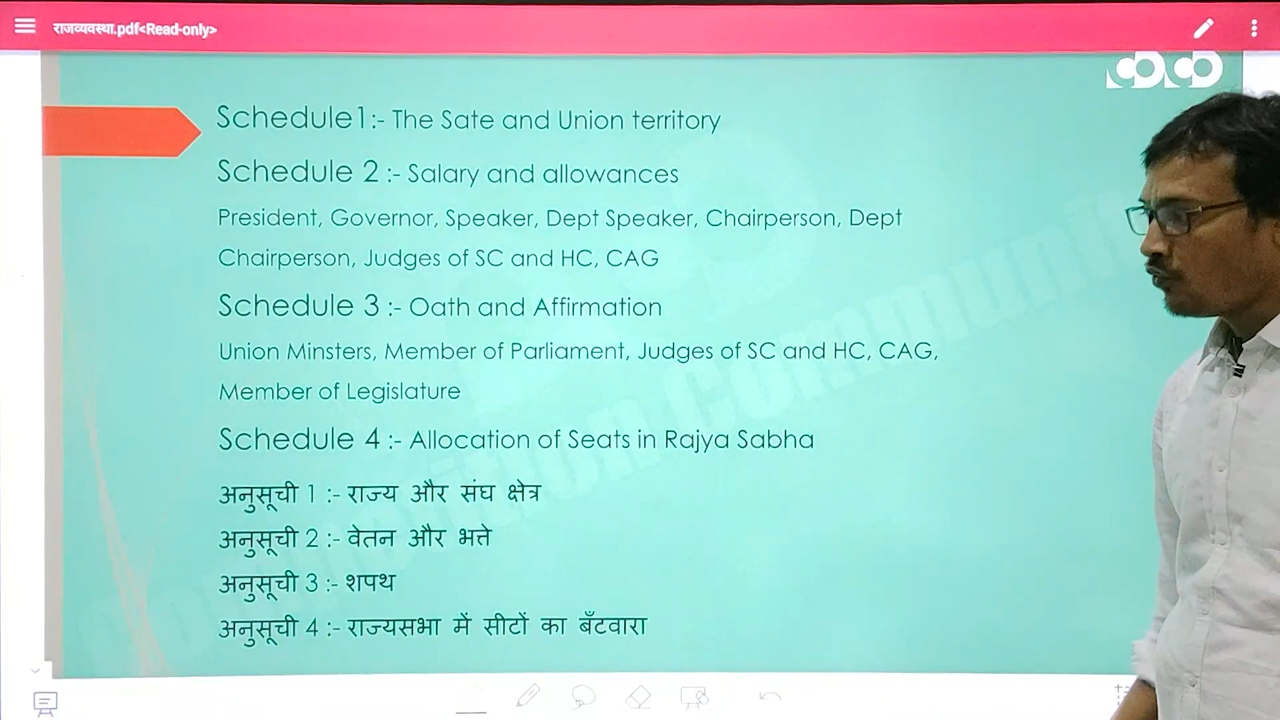 राजव्यवस्था.pdf<Read-only>
Schedule1:- The Sate and Union territory
Schedule 2 :- Salary and allowances
President, Governor, Speaker, Dept Speaker, Chairperson, Dept
Chairperson, Judges of SC and HC, CAG
Schedule 3 :- Oath and Affirmation
Union Minsters, Member of Parliament, Judges of SC and HC, CAG,
Member of Legislature
Schedule 4 :- Allocation of Seats in Rajya Sabha
अनुसूची 1 :- राज्य और संघ क्षेत्र
अनुसूची 2 :- वेतन और भत्ते
अनुसूची 3 :- शपथ
अनुसूची 4 :- राज्यसभा में सीटों का बँटवारा